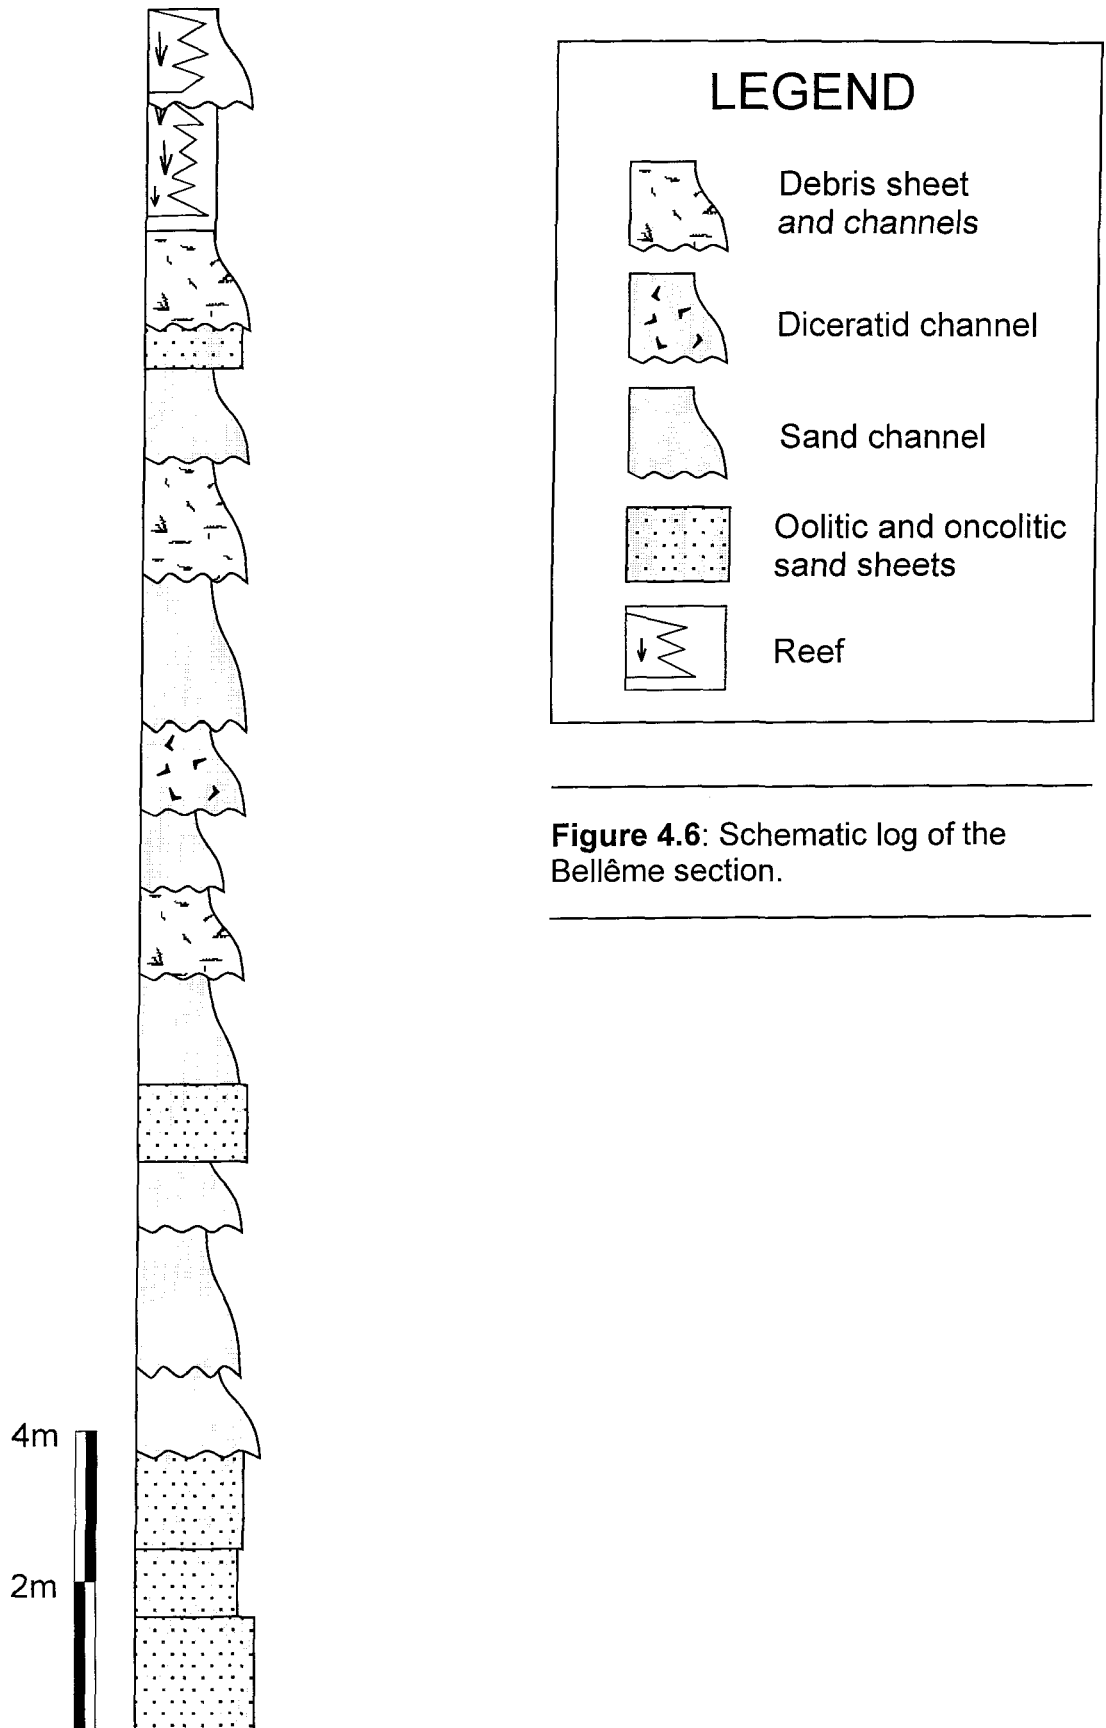 LEGEND
Debris sheet
and channels
Diceratid channel
Sand channel
Oolitic and oncolitic
sand sheets
Reef
Figure 4.6: Schematic log of the
Bellême section.
4m
2m